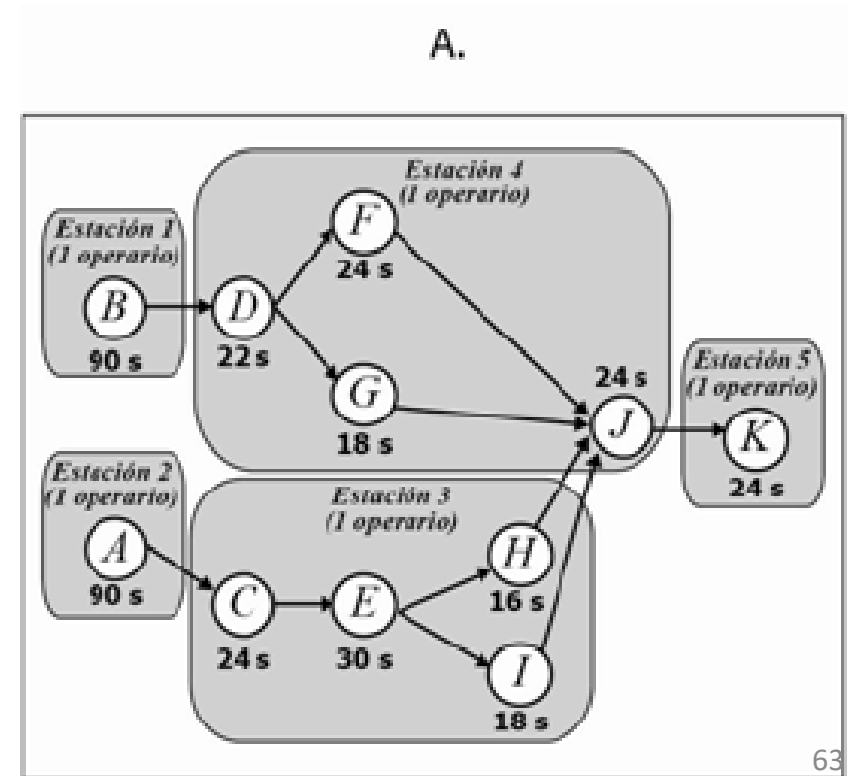 A.
Estación 4
(1 operario)
F
24 s
Estación 1
(1 operario)
B
90 s
D
22 s
G
18 s
24 s
J
Estación 5
(1 operario)
K
24 s
Estación 2
(1 operario)
A
90 s
Estación 3
(1 operario)
C
24 s
E
30 s
H
16 s
I
18 s
63